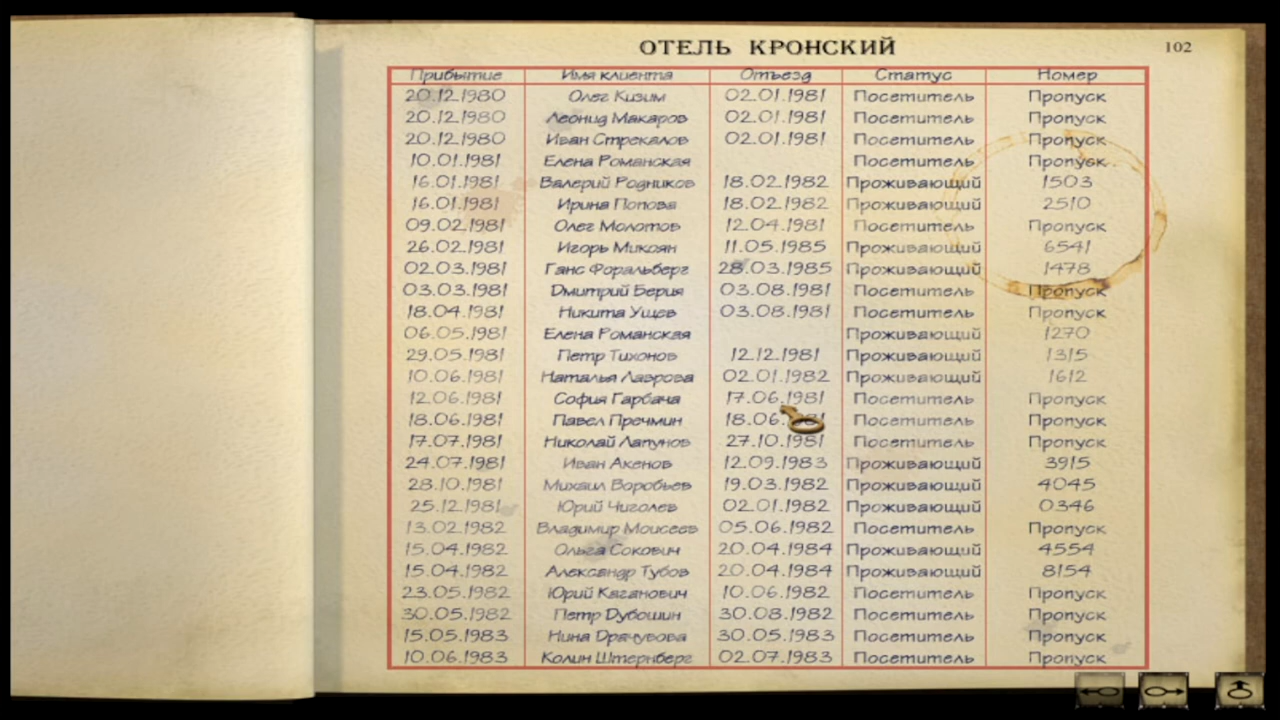 ОТЕЛЬ КРОНСКИЙ 102
Прибытие Имя клиента Отъезд Статус Номер
20.12.1980 Олег Кизим 02.01.1981 Посетитель Пропуск
20.12.1980 Леонид Макаров 02.01.1981 Посетитель Пропуск
20.12.1980 Иван Стрекалов 02.01.1981 Посетитель Пропуск
10.01.1981 Елена Романская Посетитель Пропуск
16.01.1981 Валерий Родников 18.02.1982 Проживающий 1503
16.01.1981 Ирина Попова 18.02.1982 Проживающий 2510
09.02.1981 Олег Молотов 12.04.1981 Посетитель Пропуск
26.02.1981 Игорь Микоян 11.05.1985 Проживающий 6541
02.03.1981 Ганс Форальберг 28.03.1985 Проживающий 1478
03.03.1981 Дмитрий Берия 03.08.1981 Посетитель Пропуск
18.04.1981 Никита Ущев 03.08.1981 Посетитель Пропуск
06.05.1981 Елена Романская Проживающий 1270
29.05.1981 Петр Тихонов 12.12.1981 Проживающий 1315
10.06.1981 Наталья Лаврова 02.01.1982 Проживающий 1612
12.06.1981 София Гарбача 17.06.1981 Посетитель Пропуск
18.06.1981 Павел Пречмин 18.06.1981 Посетитель Пропуск
17.07.1981 Николай Лапунов 27.10.1981 Посетитель Пропуск
24.07.1981 Иван Акенов 12.09.1983 Проживающий 3915
28.10.1981 Михаил Воробьев 19.03.1982 Проживающий 4045
25.12.1981 Юрий Чиголев 02.01.1982 Проживающий 0346
13.02.1982 Владимир Моисеев 05.06.1982 Посетитель Пропуск
15.04.1982 Ольга Сокович 20.04.1984 Проживающий 4554
15.04.1982 Александр Тубов 20.04.1984 Проживающий 8154
23.05.1982 Юрий Каганович 10.06.1982 Посетитель Пропуск
30.05.1982 Петр Дубошин 30.08.1982 Посетитель Пропуск
15.05.1983 Нина Драчувова 30.05.1983 Посетитель Пропуск
10.06.1983 Колин Штернберг 02.07.1983 Посетитель Пропуск